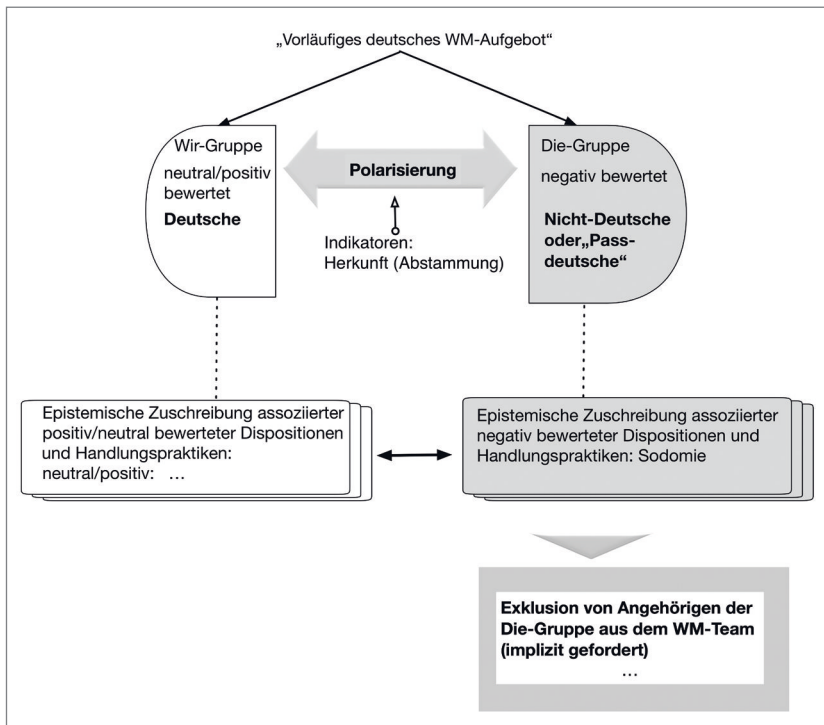 „Vorläufiges deutsches WM-Aufgebot“
Wir-Gruppe
neutral/positiv
bewertet
Deutsche
Polarisierung
Indikatoren:
Herkunft (Abstammung)
Die-Gruppe
negativ bewertet
Nicht-Deutsche
oder„Pass-
deutsche“
Epistemische Zuschreibung assoziierter
positiv/neutral bewerteter Dispositionen
und Handlungspraktiken:
neutral/positiv: …
Epistemische Zuschreibung assoziierter
negativ bewerteter Dispositionen und
Handlungspraktiken: Sodomie
Exklusion von Angehörigen der
Die-Gruppe aus dem WM-Team
(implizit gefordert)
…